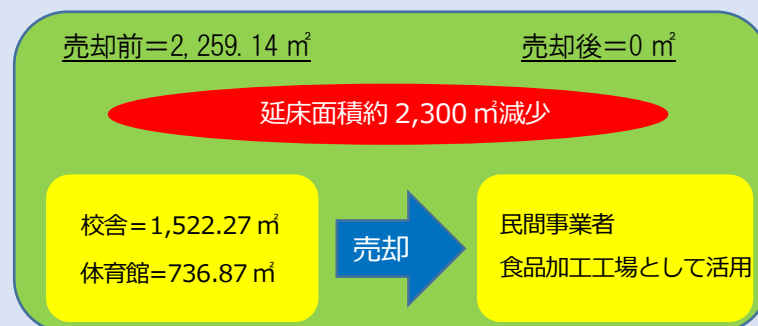 売却前＝2,259.14 ㎡
売却後＝0 ㎡
延床面積約 2,300 ㎡減少
校舎＝1,522.27 ㎡
体育館=736.87 ㎡
売却
民間事業者
食品加工工場として活用